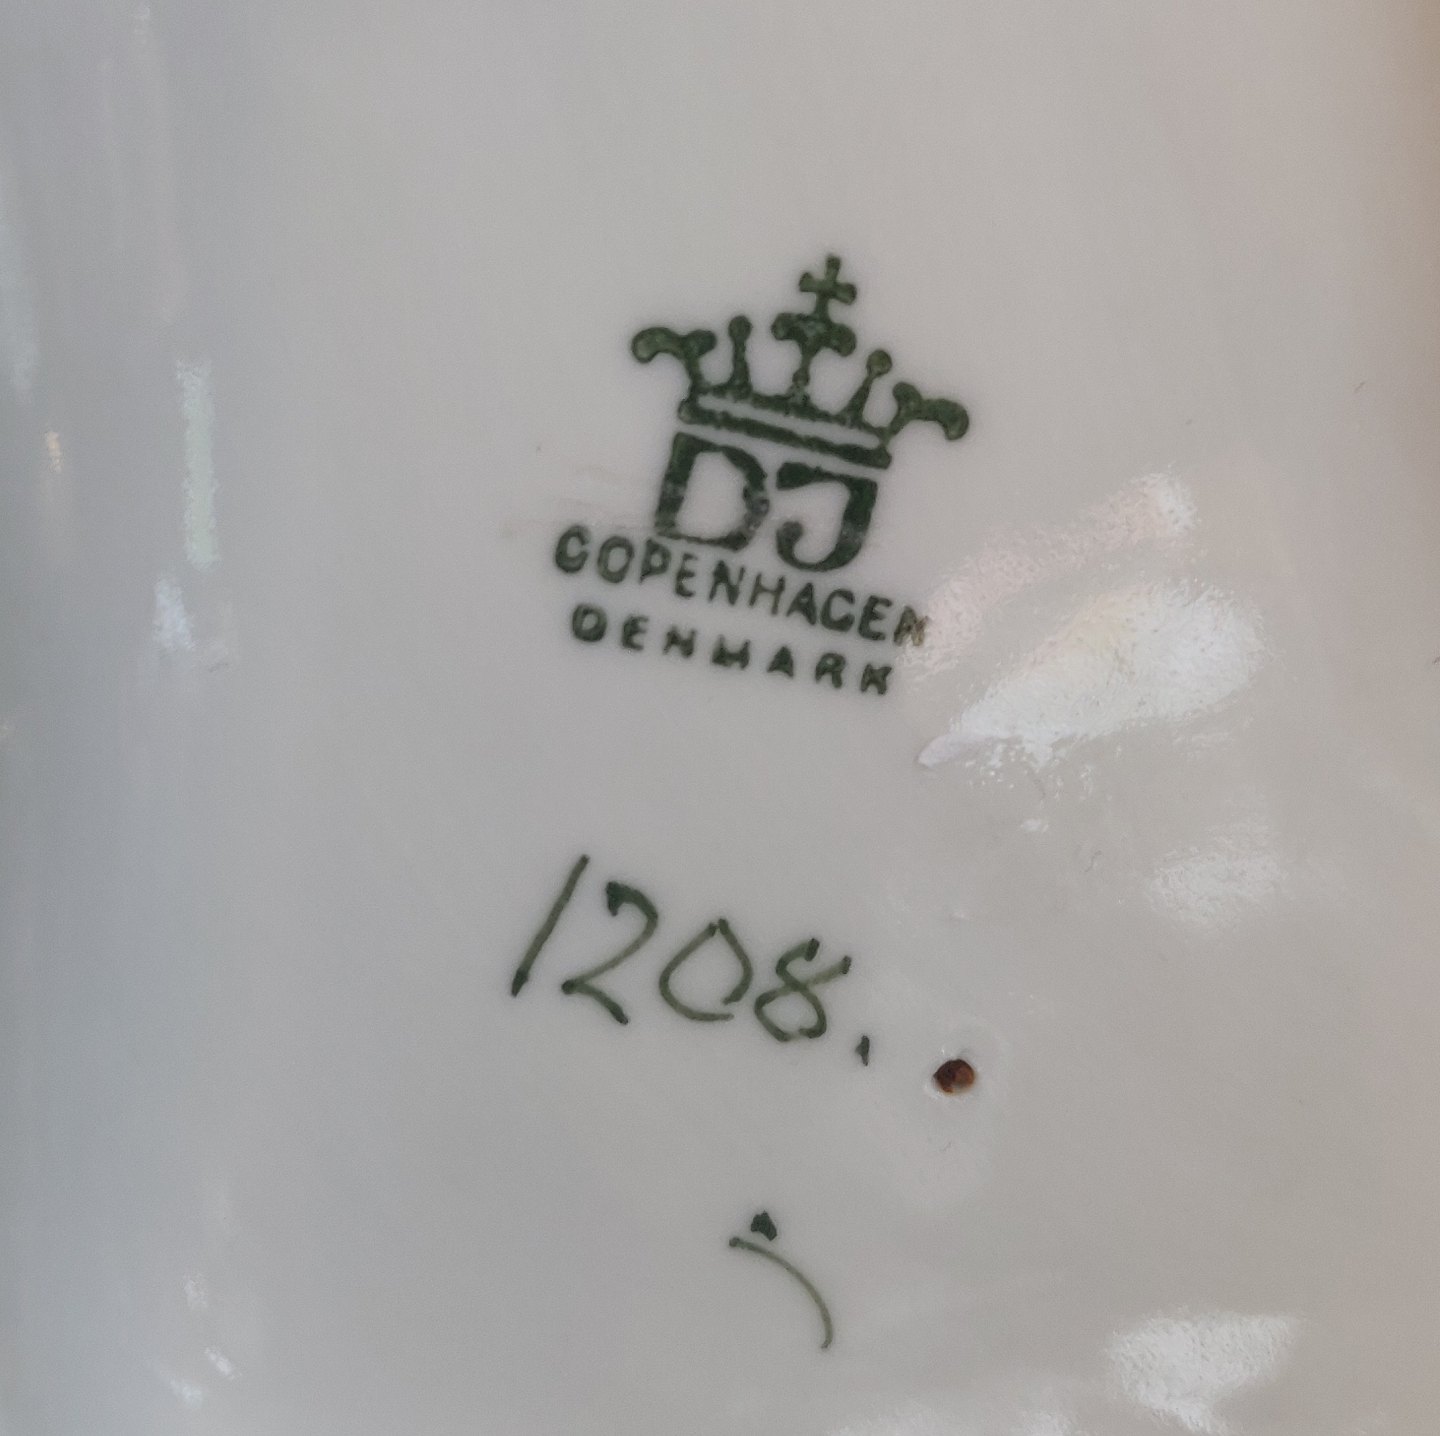 DJ
COPENHAGEN
DENMARK
1208.